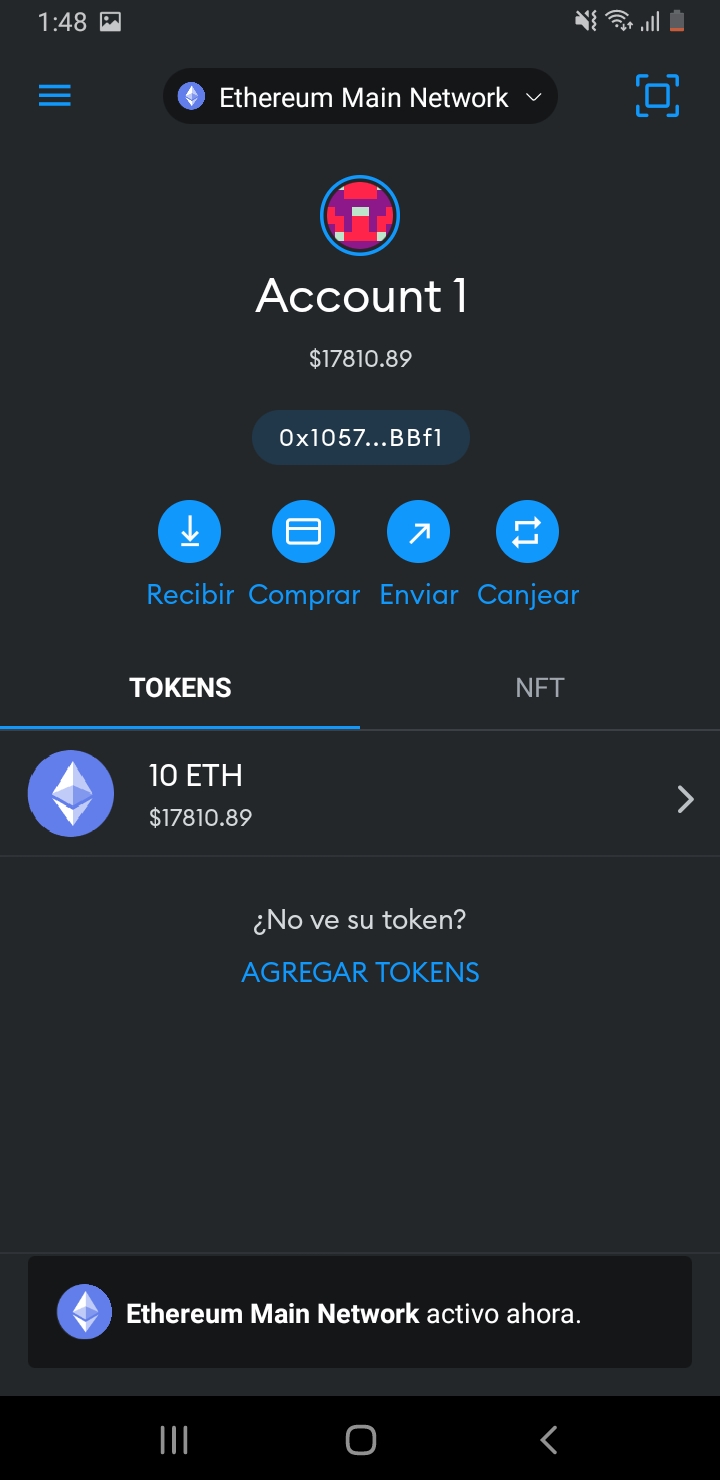 1:48
Ethereum Main Network
Account 1
$17810.89
0x1057...BBf1
Recibir Comprar Enviar Canjear
TOKENS NFT
10 ETH
$17810.89
¿No ve su token?
AGREGAR TOKENS
Ethereum Main Network activo ahora.